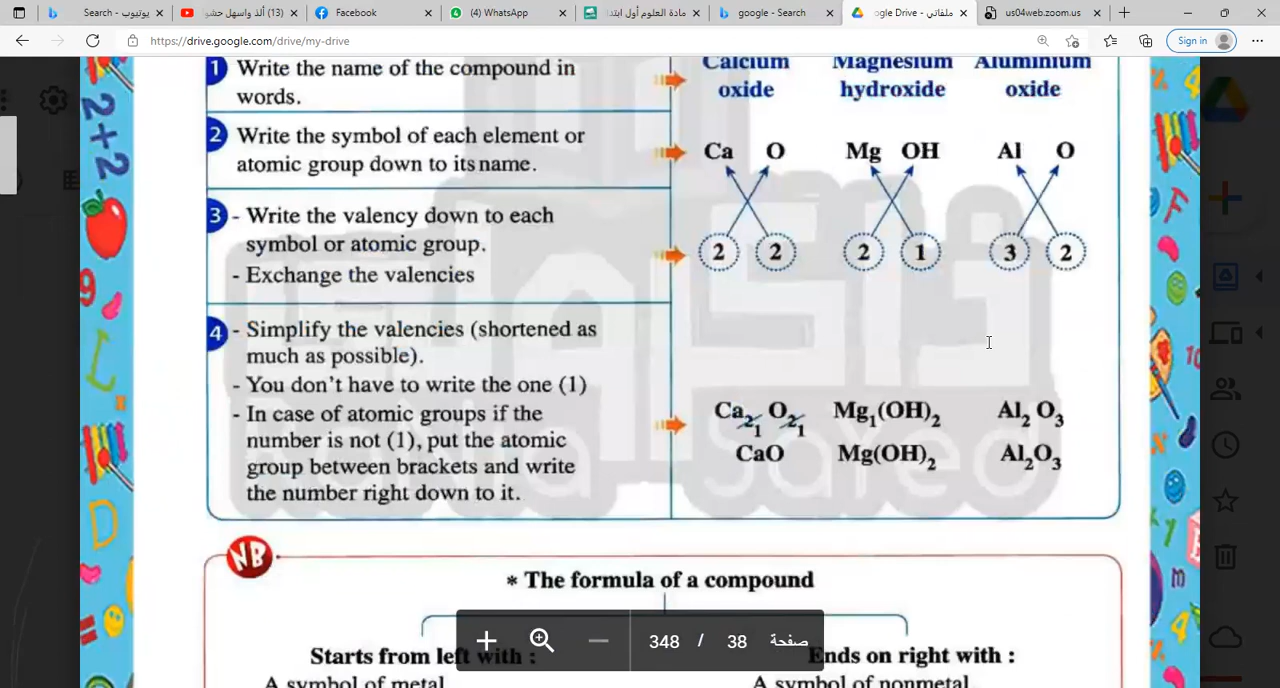 Search - يوتيوب
(13) ألذ واسهل حشو
Facebook
(4) WhatsApp
مادة العلوم أول ابتدا
google - Search
ogle Drive - ملفاتي
us04web.zoom.us
https://drive.google.com/drive/my-drive
Sign in
1 Write the name of the compound in
words.
Calcium Magnesium Aluminium
oxide hydroxide oxide
2 Write the symbol of each element or
atomic group down to its name.
Ca O Mg OH Al O
3 - Write the valency down to each
symbol or atomic group.
- Exchange the valencies
2 2 2 1 3 2
4 - Simplify the valencies (shortened as
much as possible).
- You don't have to write the one (1)
- In case of atomic groups if the
number is not (1), put the atomic
group between brackets and write
the number right down to it.
Ca2/1 O2/1 Mg1(OH)2 Al2 O3
CaO Mg(OH)2 Al2O3
Rania Sayed
NB
* The formula of a compound
Starts from left with :
Ends on right with :
A symbol of metal
A symbol of nonmetal
صفحة 38 / 348
2+2
9